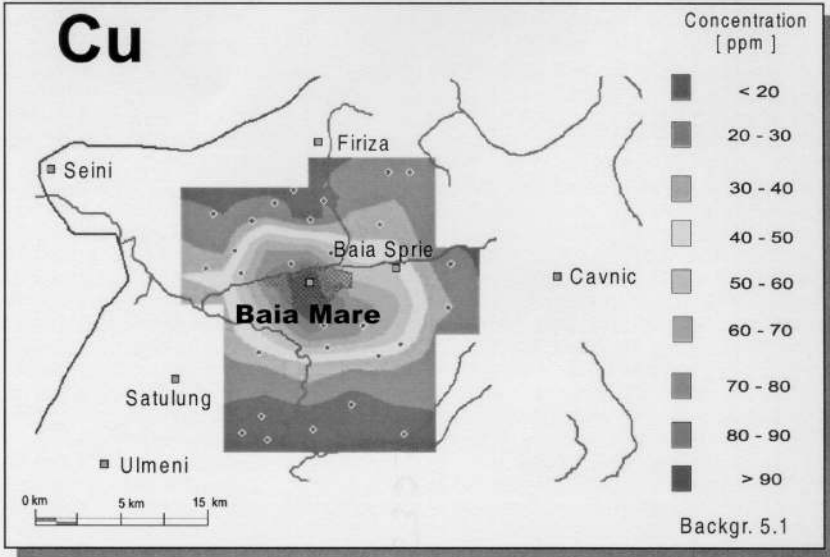 Cu
Concentration
[ ppm ]
< 20
20 - 30
30 - 40
40 - 50
50 - 60
60 - 70
70 - 80
80 - 90
> 90
Backgr. 5.1
Firiza
Seini
Baia Sprie
Cavnic
Baia Mare
Satulung
Ulmeni
0 km
5 km
15 km